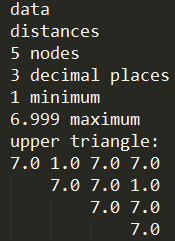 data
distances
5 nodes
3 decimal places
1 minimum
6.999 maximum
upper triangle:
7.0 1.0 7.0 7.0
7.0 7.0 1.0
7.0 7.0
7.0